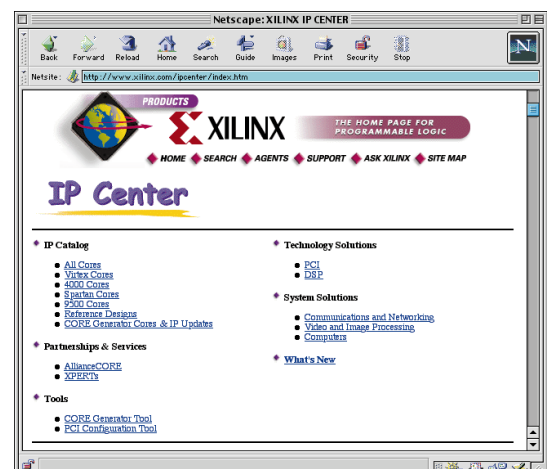 Netscape: XILINX IP CENTER
Back Forward Reload Home Search Guide Images Print Security Stop
N
Netsite: http://www.xilinx.com/ipcenter/index.htm
PRODUCTS
XILINX
THE HOME PAGE FOR
PROGRAMMABLE LOGIC
HOME SEARCH AGENTS SUPPORT ASK XILINX SITE MAP
IP Center
IP Catalog
All Cores
Virtex Cores
4000 Cores
Spartan Cores
9500 Cores
Reference Designs
CORE Generator Cores & IP Updates
Partnerships & Services
AllianceCORE
XPERTs
Tools
CORE Generator Tool
PCI Configuration Tool
Technology Solutions
PCI
DSP
System Solutions
Communications and Networking
Video and Image Processing
Computers
What's New